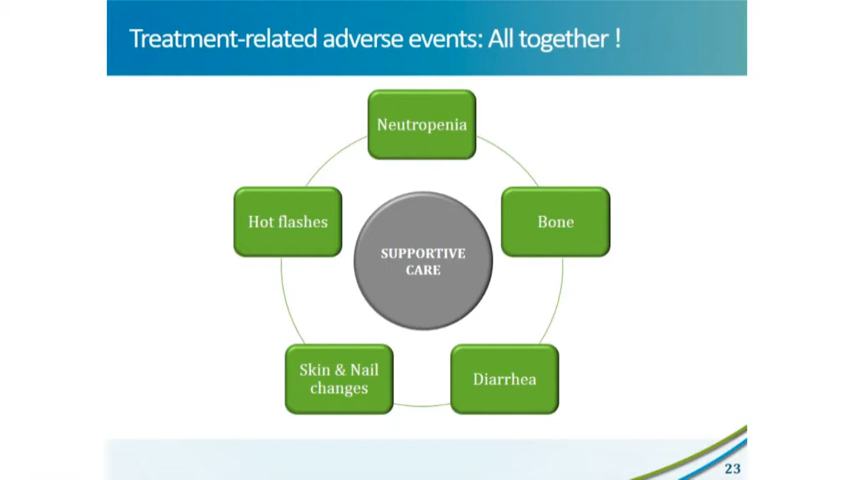 Treatment-related adverse events: All together !
Neutropenia
Hot flashes
Bone
SUPPORTIVE
CARE
Skin & Nail
changes
Diarrhea
23